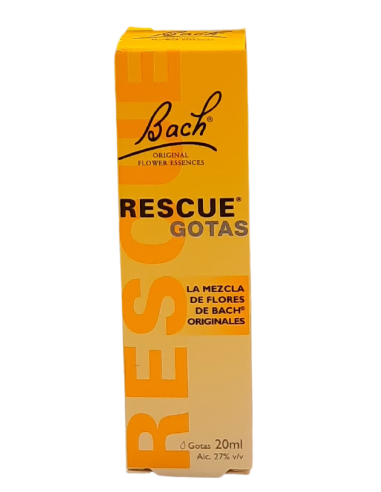 Bach®
ORIGINAL
FLOWER ESSENCES
RESCUE®
GOTAS
LA MEZCLA
DE FLORES
DE BACH®
ORIGINALES
RESCUE
Gotas 20ml
Alc. 27% v/v